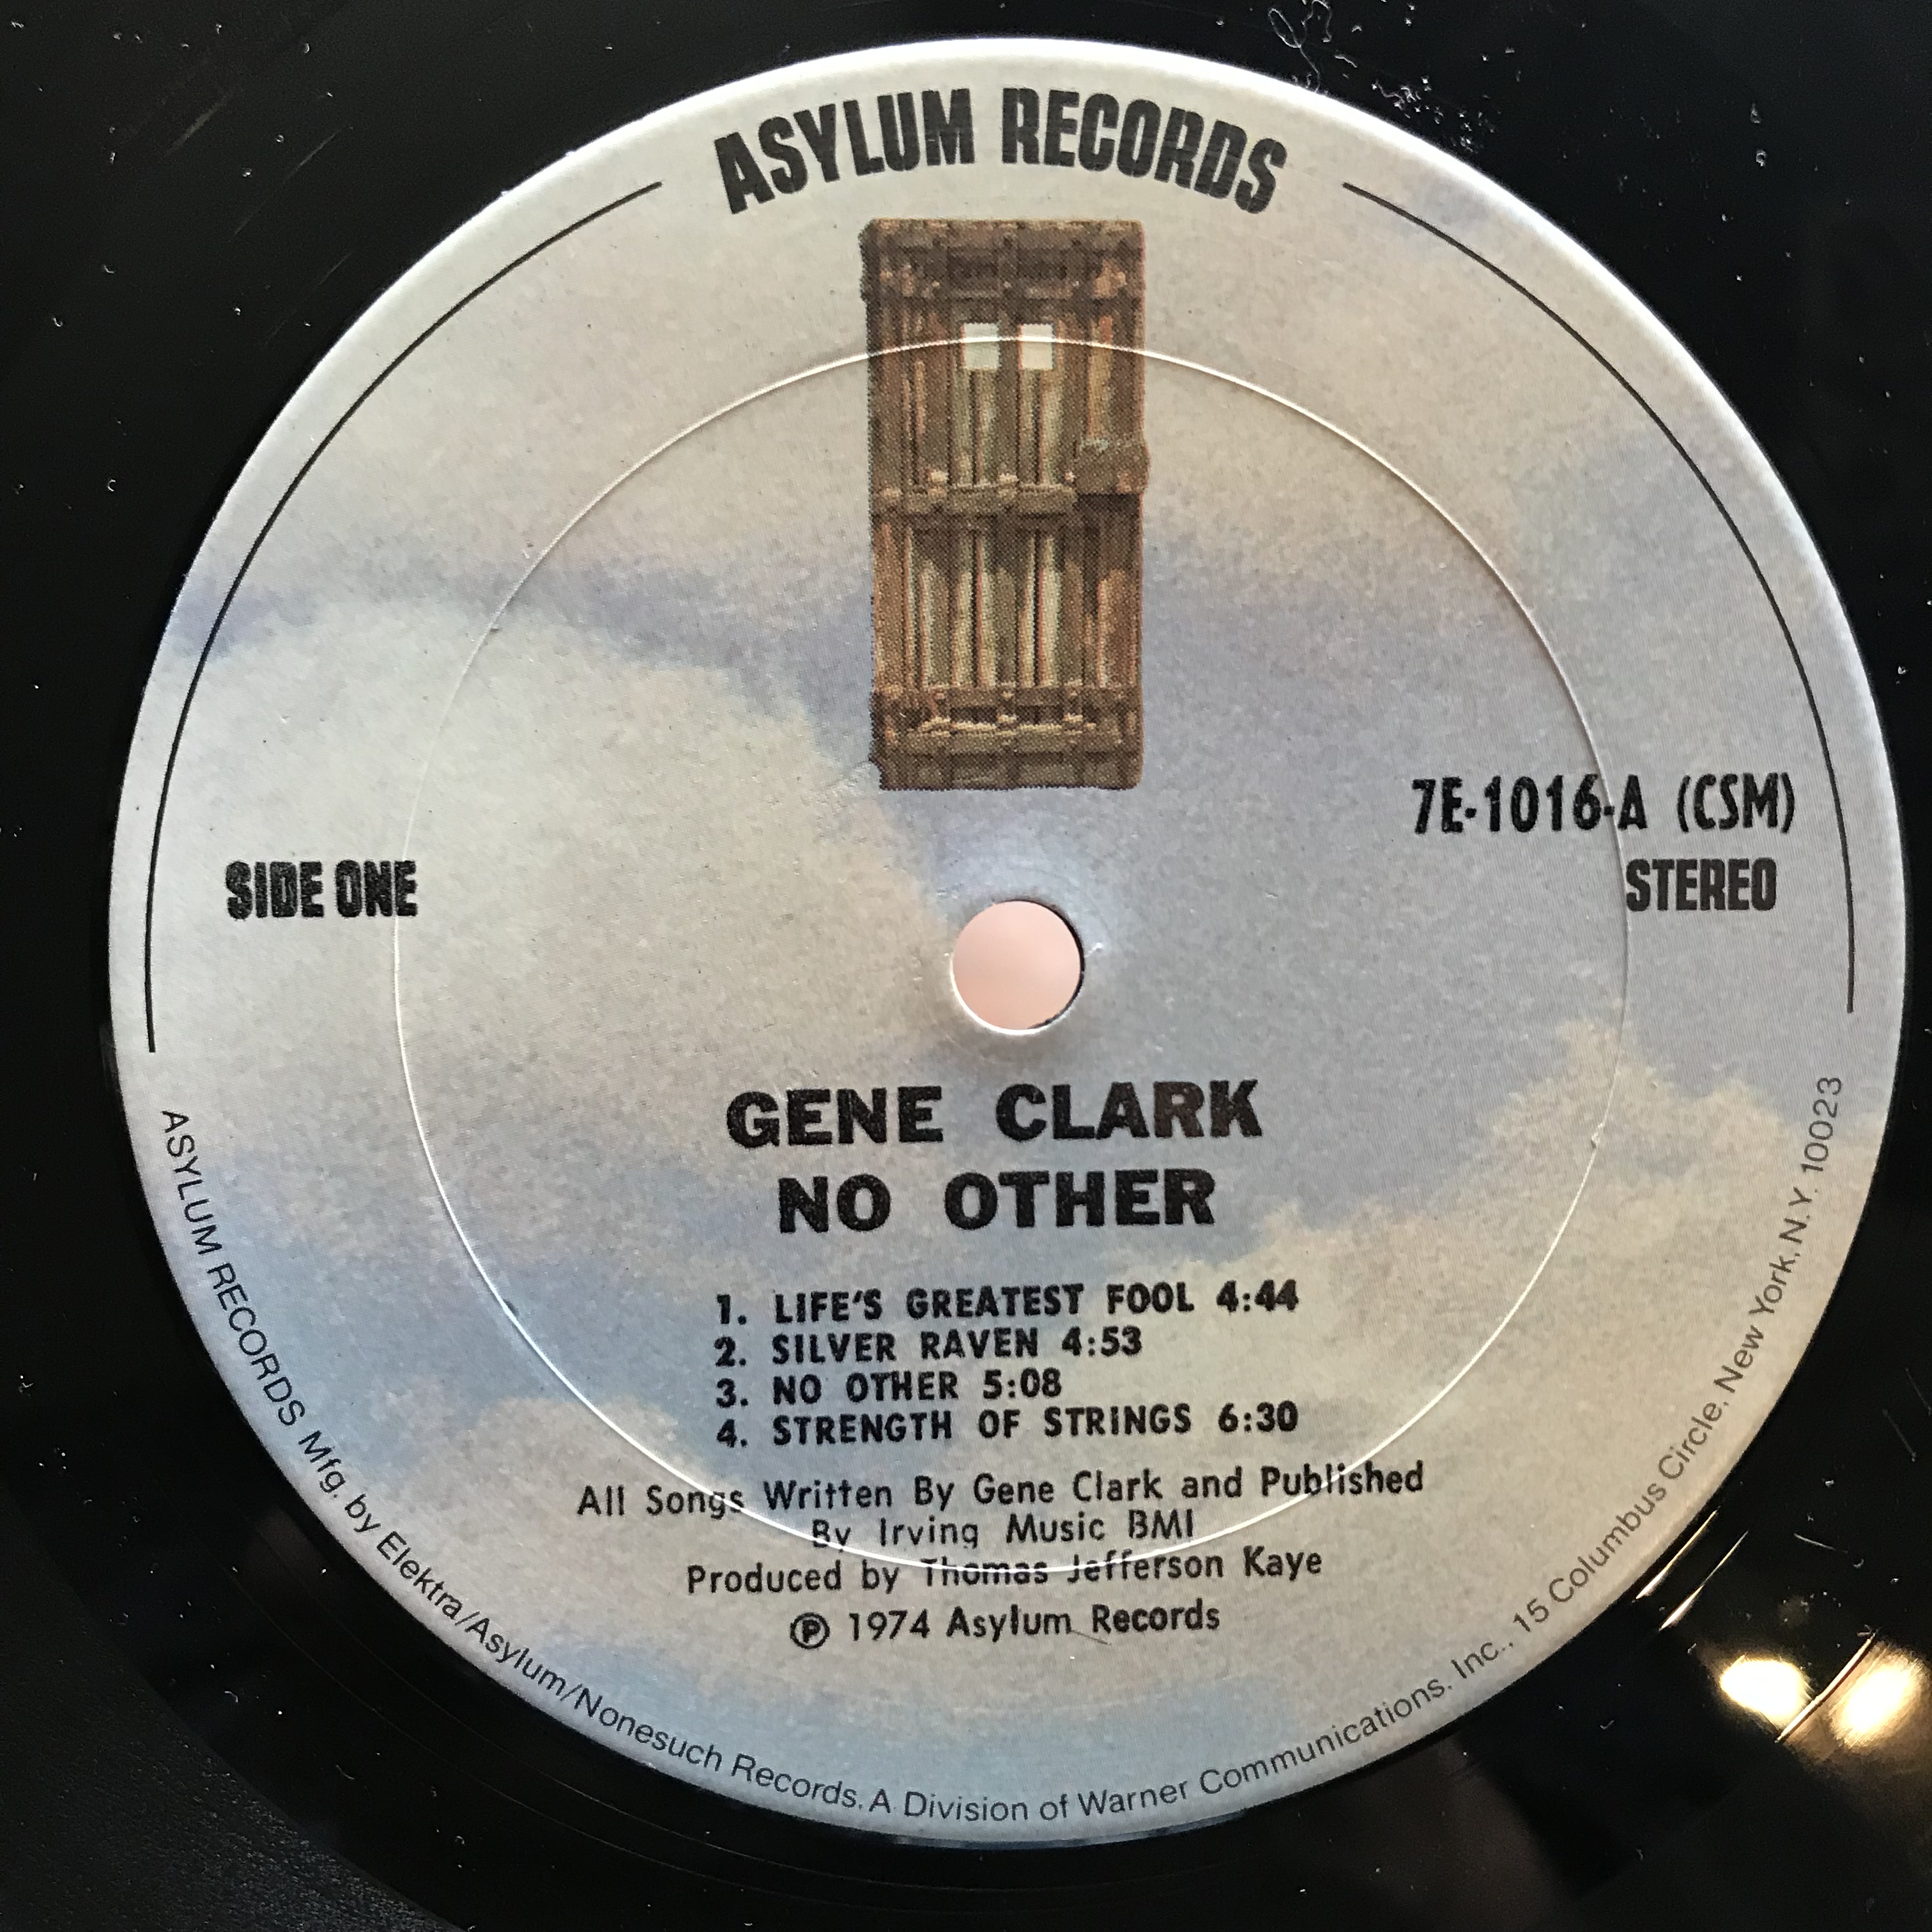 ASYLUM RECORDS
7E-1016-A (CSM)
SIDE ONE
STEREO
GENE CLARK
NO OTHER
1. LIFE'S GREATEST FOOL 4:44
2. SILVER RAVEN 4:53
3. NO OTHER 5:08
4. STRENGTH OF STRINGS 6:30
All Songs Written By Gene Clark and Published
By Irving Music BMI
Produced by Thomas Jefferson Kaye
℗ 1974 Asylum Records
ASYLUM RECORDS Mfg. by Elektra/Asylum/Nonesuch Records. A Division of Warner Communications. Inc., 15 Columbus Circle, New York, N.Y. 10023